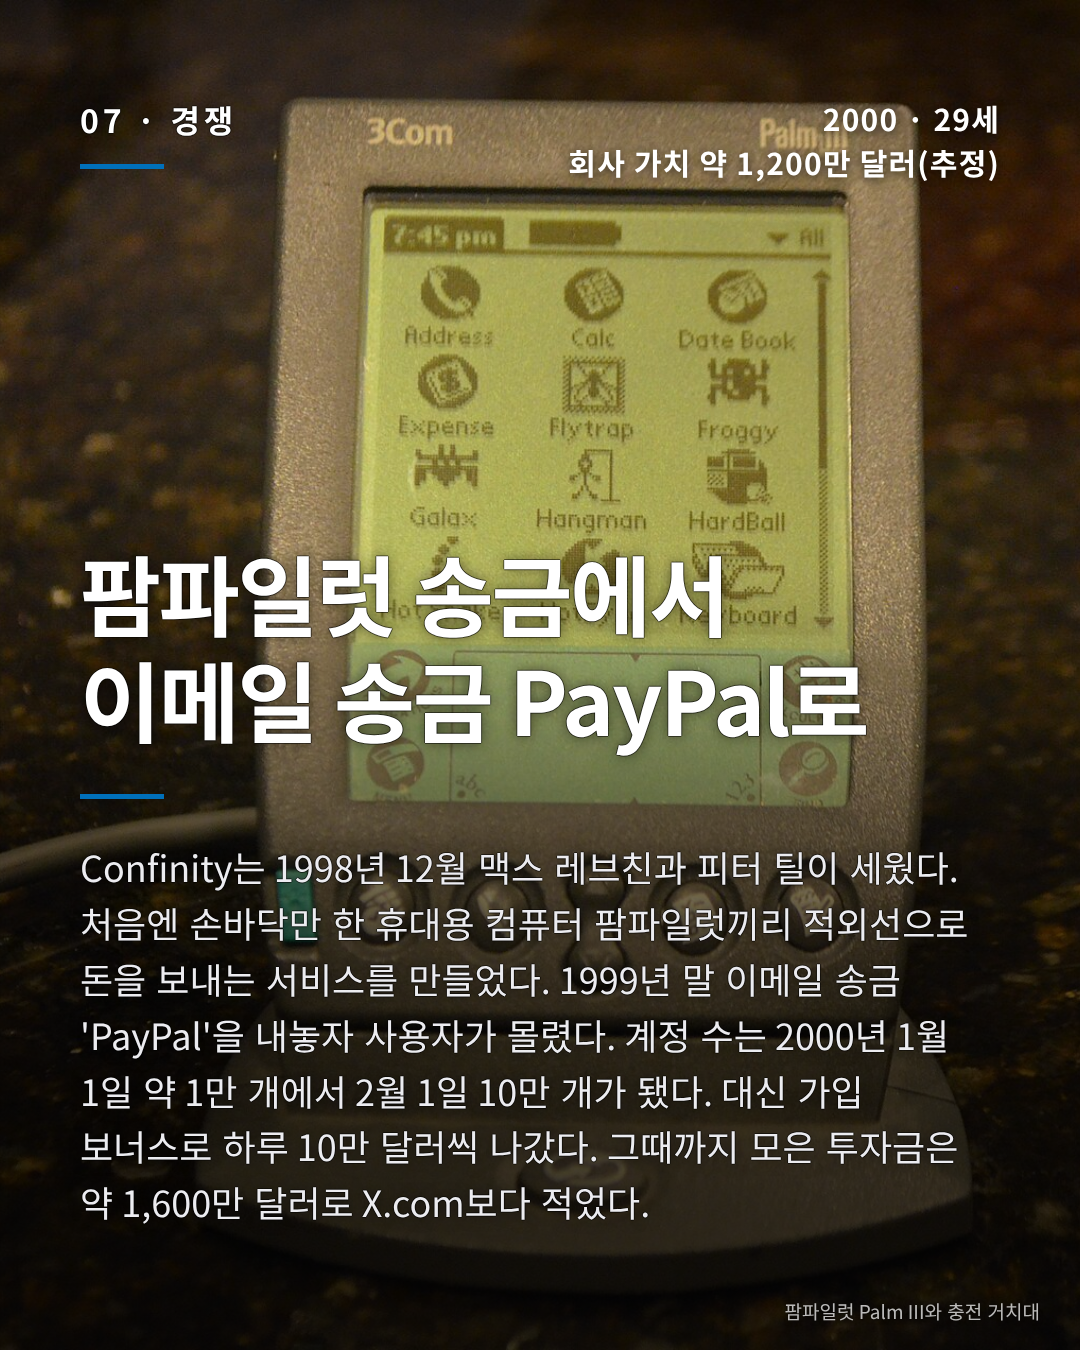 07 · 경쟁
2000 · 29세
회사 가치 약 1,200만 달러(추정)
3Com
Palm III
7:45 pm
All
Address
Calc
Date Book
Expense
Flytrap
Froggy
Galax
Hangman
HardBall
팜파일럿 송금에서
이메일 송금 PayPal로
abc
123
Confinity는 1998년 12월 맥스 레브친과 피터 틸이 세웠다.
처음엔 손바닥만 한 휴대용 컴퓨터 팜파일럿끼리 적외선으로
돈을 보내는 서비스를 만들었다. 1999년 말 이메일 송금
'PayPal'을 내놓자 사용자가 몰렸다. 계정 수는 2000년 1월
1일 약 1만 개에서 2월 1일 10만 개가 됐다. 대신 가입
보너스로 하루 10만 달러씩 나갔다. 그때까지 모은 투자금은
약 1,600만 달러로 X.com보다 적었다.
팜파일럿 Palm III와 충전 거치대